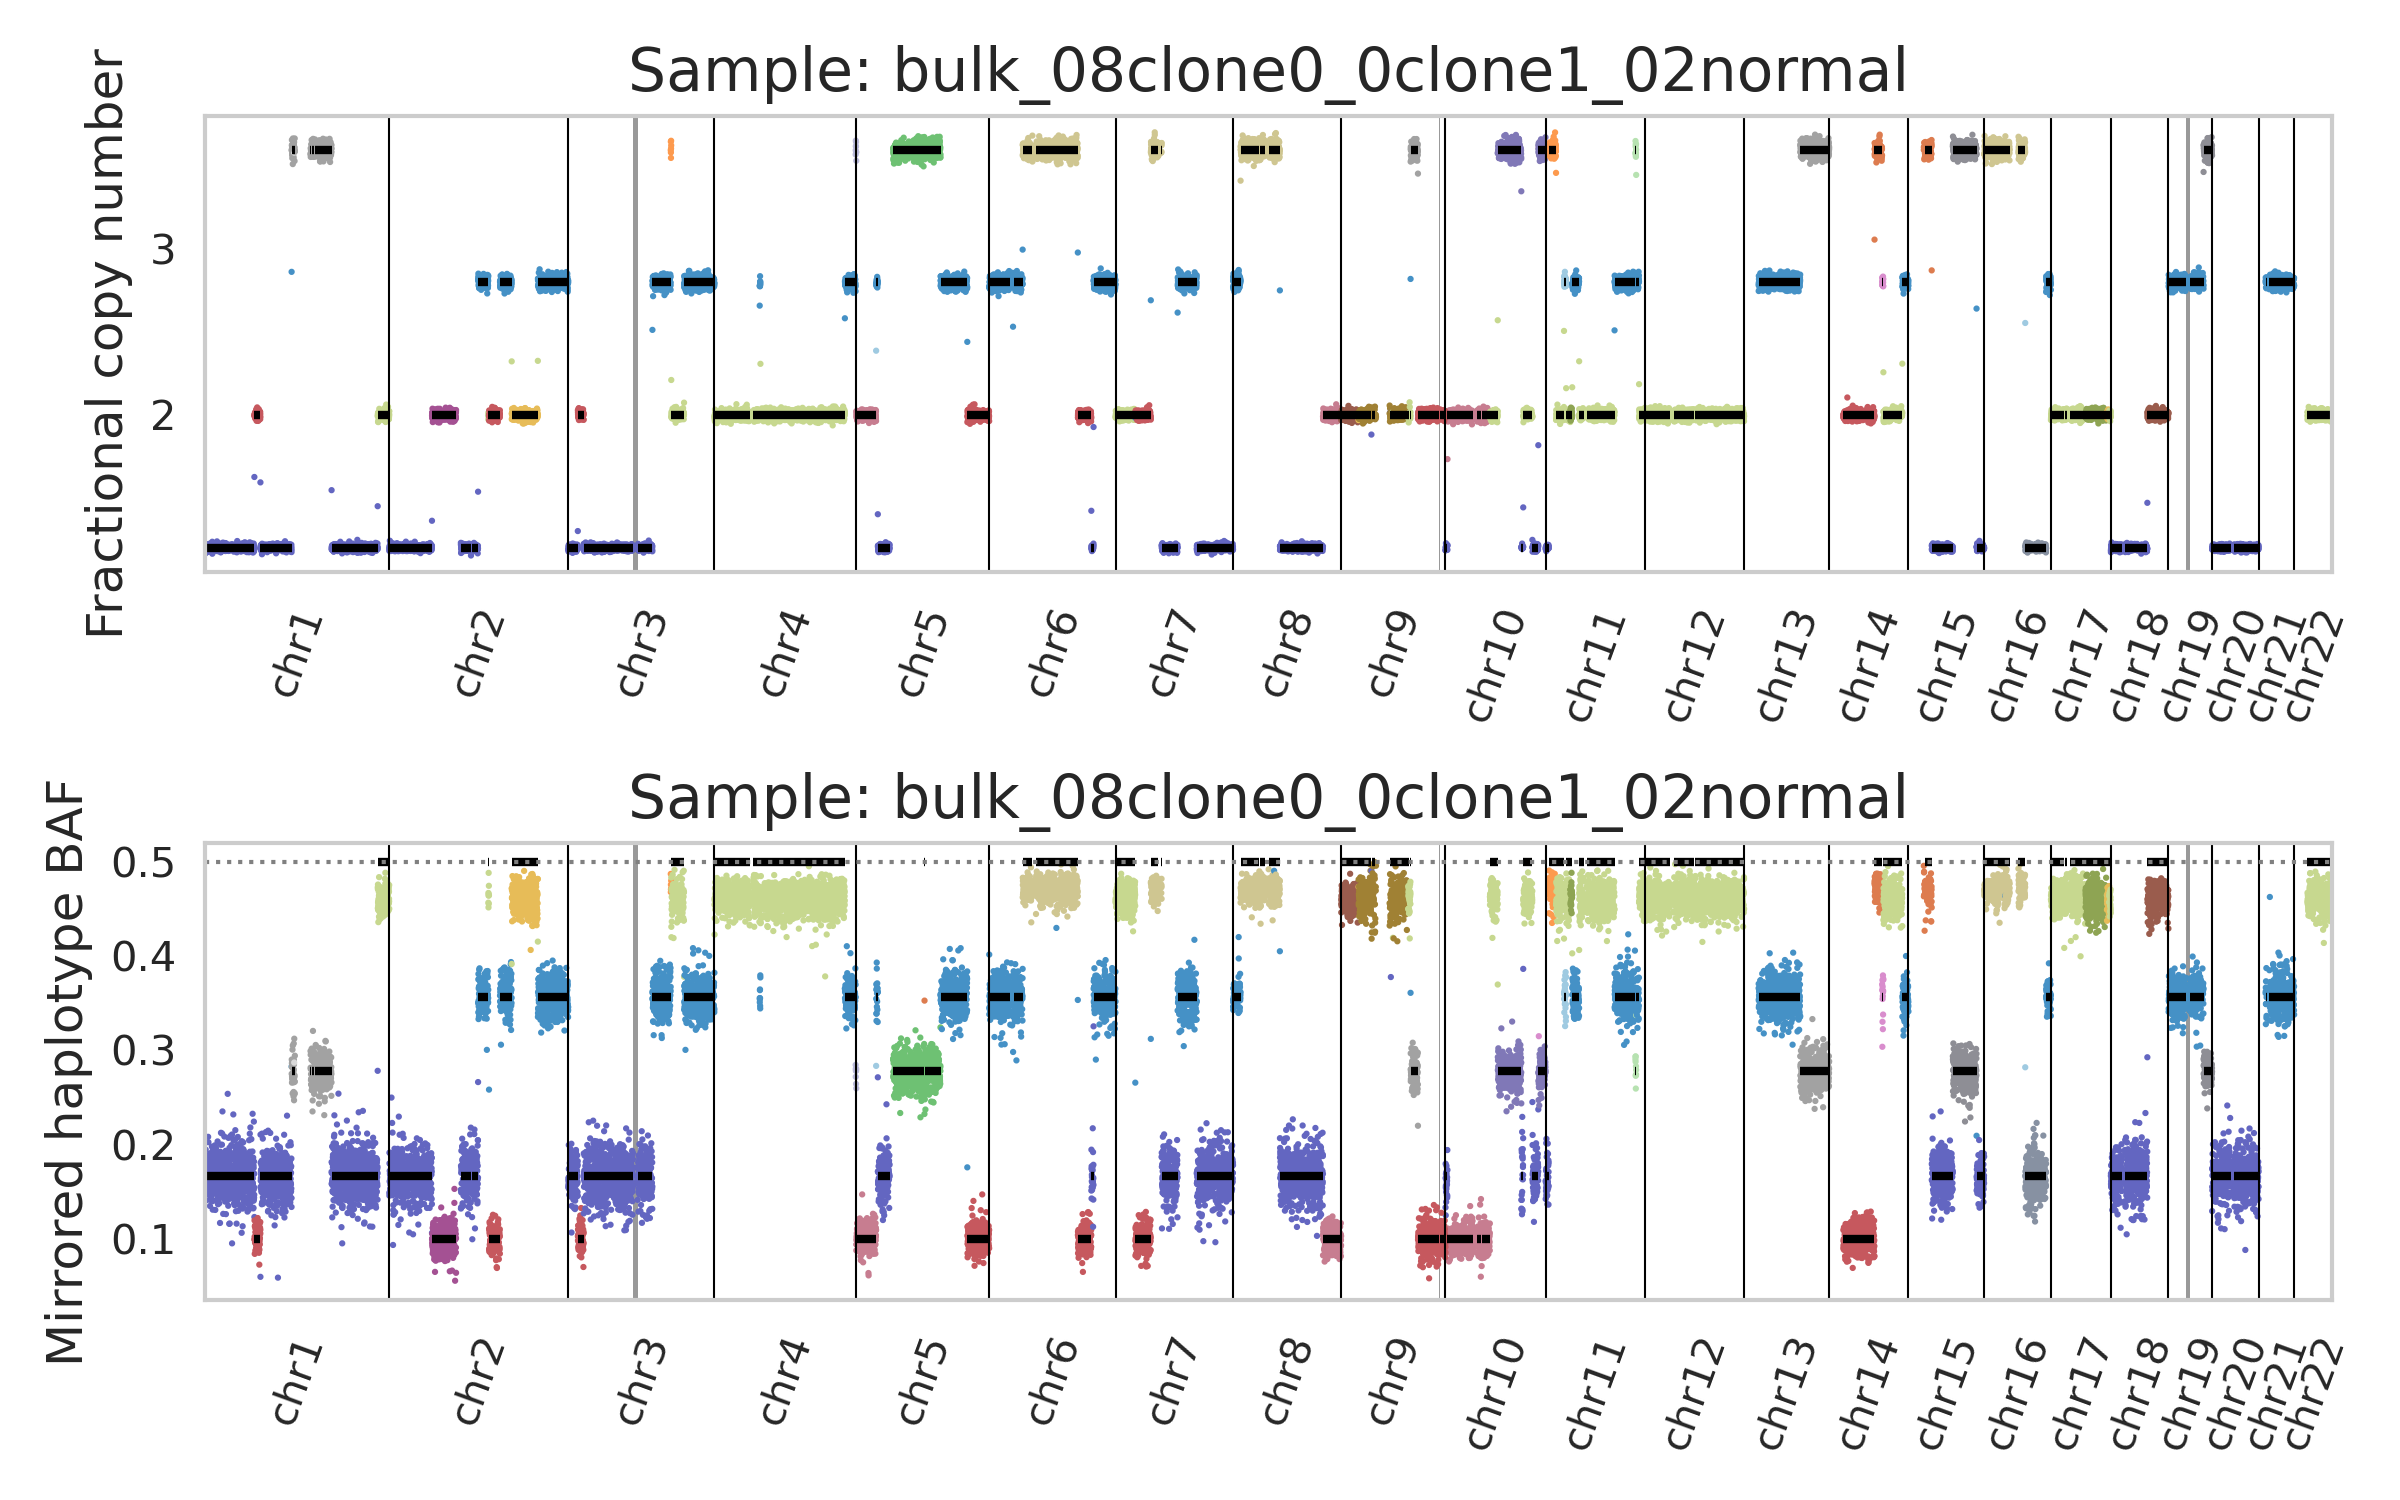 Sample: bulk_08clone0_0clone1_02normal
Fractional copy number
3
2
chr1 chr2 chr3 chr4 chr5 chr6 chr7 chr8 chr9 chr10 chr11 chr12 chr13 chr14 chr15 chr16 chr17 chr18 chr19 chr20 chr21 chr22
Sample: bulk_08clone0_0clone1_02normal
Mirrored haplotype BAF
0.5
0.4
0.3
0.2
0.1
chr1 chr2 chr3 chr4 chr5 chr6 chr7 chr8 chr9 chr10 chr11 chr12 chr13 chr14 chr15 chr16 chr17 chr18 chr19 chr20 chr21 chr22